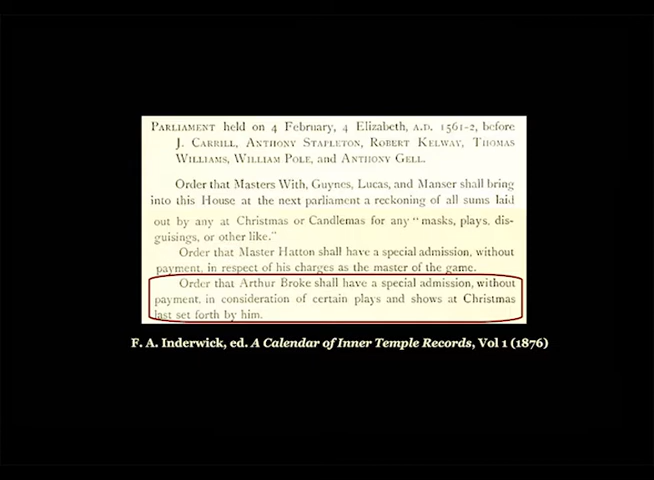 PARLIAMENT held on 4 February, 4 Elizabeth, A.D. 1561-2, before
J. CARRILL, ANTHONY STAPLETON, ROBERT KELWAY, THOMAS
WILLIAMS, WILLIAM POLE, and ANTHONY GELL.
Order that Masters With, Guynes, Lucas, and Manser shall bring
into this House at the next parliament a reckoning of all sums laid
out by any at Christmas or Candlemas for any "masks, plays, dis-
guisings, or other like."
Order that Master Hatton shall have a special admission, without
payment, in respect of his charges as the master of the game.
Order that Arthur Broke shall have a special admission, without
payment, in consideration of certain plays and shows at Christmas
last set forth by him.
F. A. Inderwick, ed. A Calendar of Inner Temple Records, Vol 1 (1876)